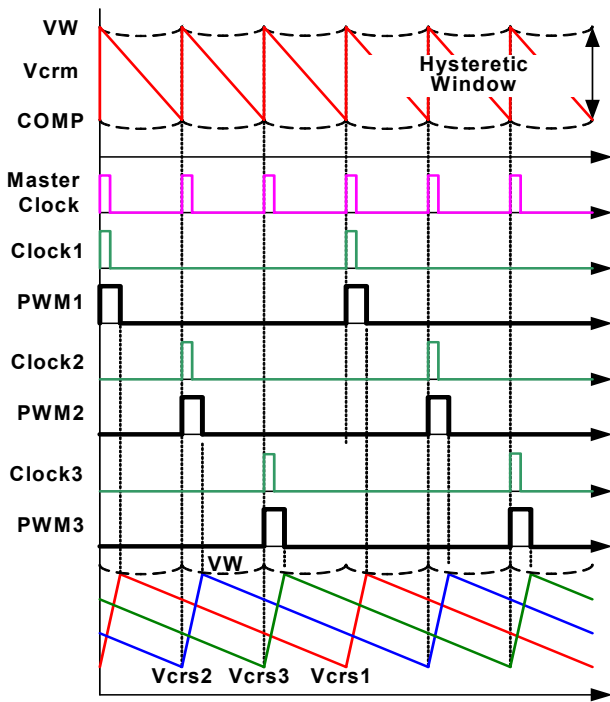 VW
Vcrm
Hysteretic
Window
COMP
Master
Clock
Clock1
PWM1
Clock2
PWM2
Clock3
PWM3
VW
Vcrs2 Vcrs3 Vcrs1